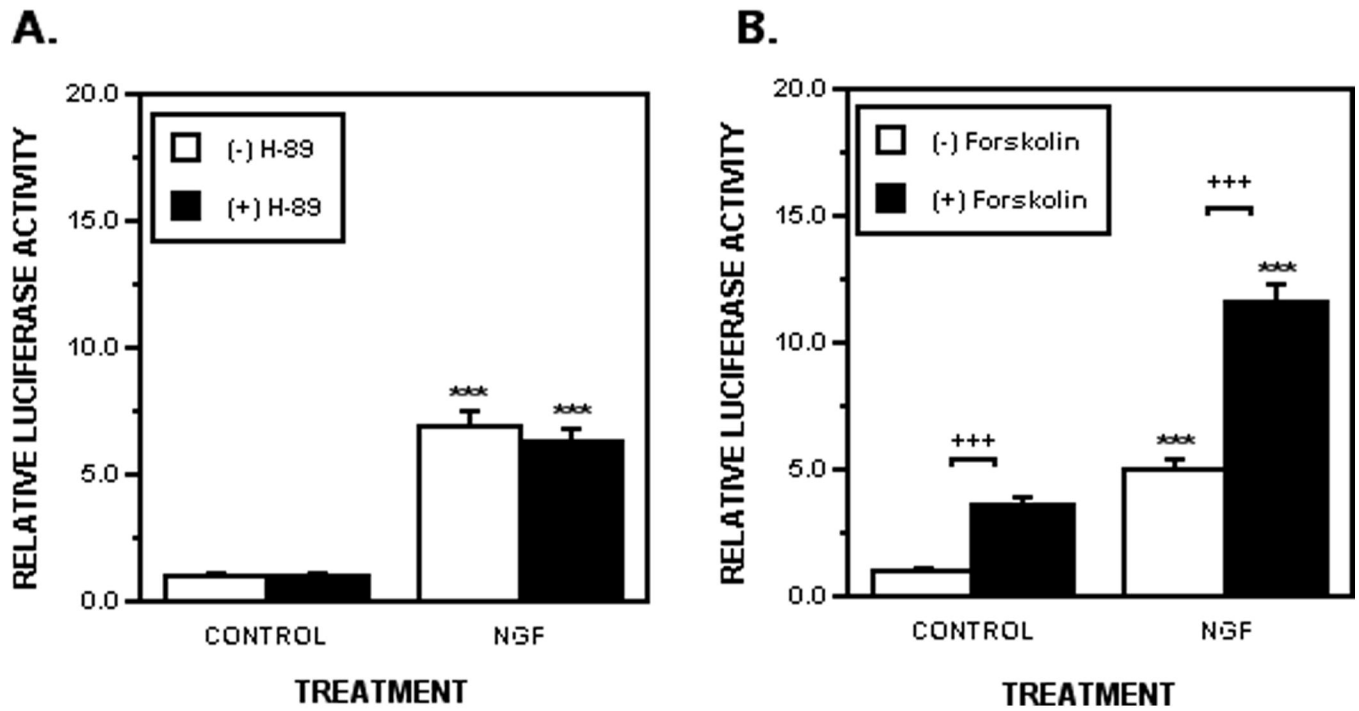 A.
RELATIVE LUCIFERASE ACTIVITY
20.0
15.0
10.0
5.0
0.0
(-) H-89
(+) H-89
***
***
CONTROL
NGF
TREATMENT
B.
RELATIVE LUCIFERASE ACTIVITY
20.0
15.0
10.0
5.0
0.0
(-) Forskolin
(+) Forskolin
+++
***
+++
***
CONTROL
NGF
TREATMENT